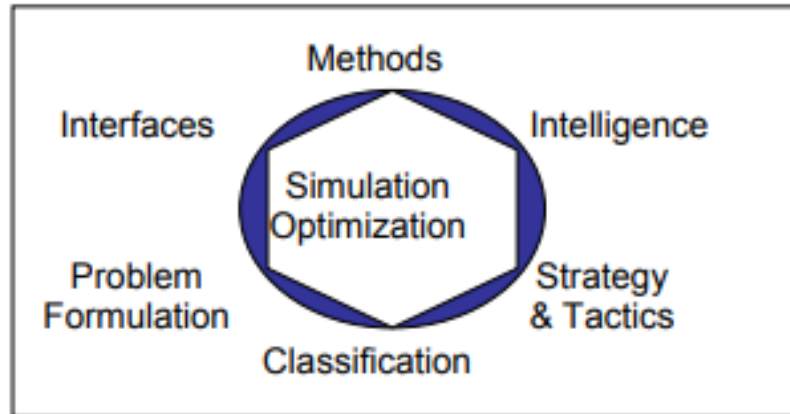 Methods
Interfaces
Intelligence
Simulation
Optimization
Problem
Formulation
Strategy
& Tactics
Classification